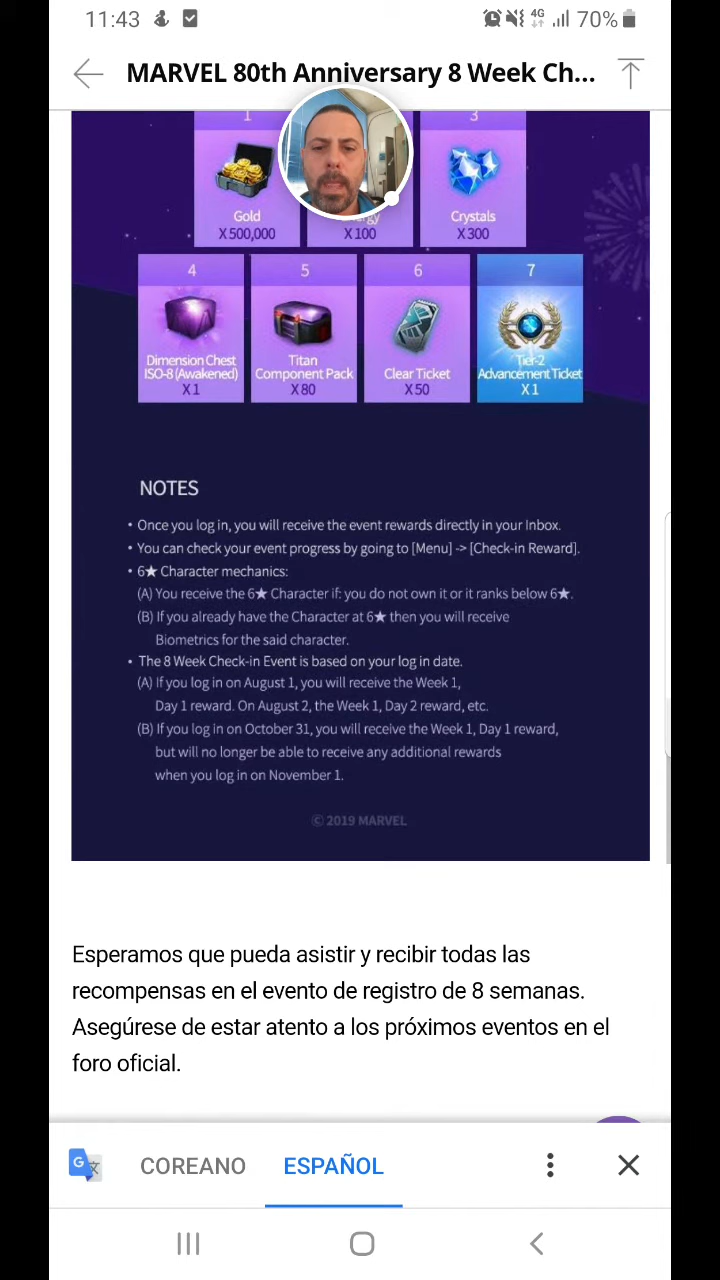 11:43 4G 70%
MARVEL 80th Anniversary 8 Week Ch...
1 3
Gold Crystals
X 500,000 X 100 X 300
4 5 6 7
Dimension Chest Titan Clear Ticket Tier-2
ISO-8 (Awakened) Component Pack Advancement Ticket
X 1 X 80 X 50 X 1
NOTES
• Once you log in, you will receive the event rewards directly in your Inbox.
• You can check your event progress by going to [Menu] -> [Check-in Reward].
• 6★ Character mechanics:
(A) You receive the 6★ Character if: you do not own it or it ranks below 6★.
(B) If you already have the Character at 6★ then you will receive
Biometrics for the said character.
• The 8 Week Check-in Event is based on your log in date.
(A) If you log in on August 1, you will receive the Week 1,
Day 1 reward. On August 2, the Week 1, Day 2 reward, etc.
(B) If you log in on October 31, you will receive the Week 1, Day 1 reward,
but will no longer be able to receive any additional rewards
when you log in on November 1.
© 2019 MARVEL
Esperamos que pueda asistir y recibir todas las
recompensas en el evento de registro de 8 semanas.
Asegúrese de estar atento a los próximos eventos en el
foro oficial.
G 文 COREANO ESPAÑOL